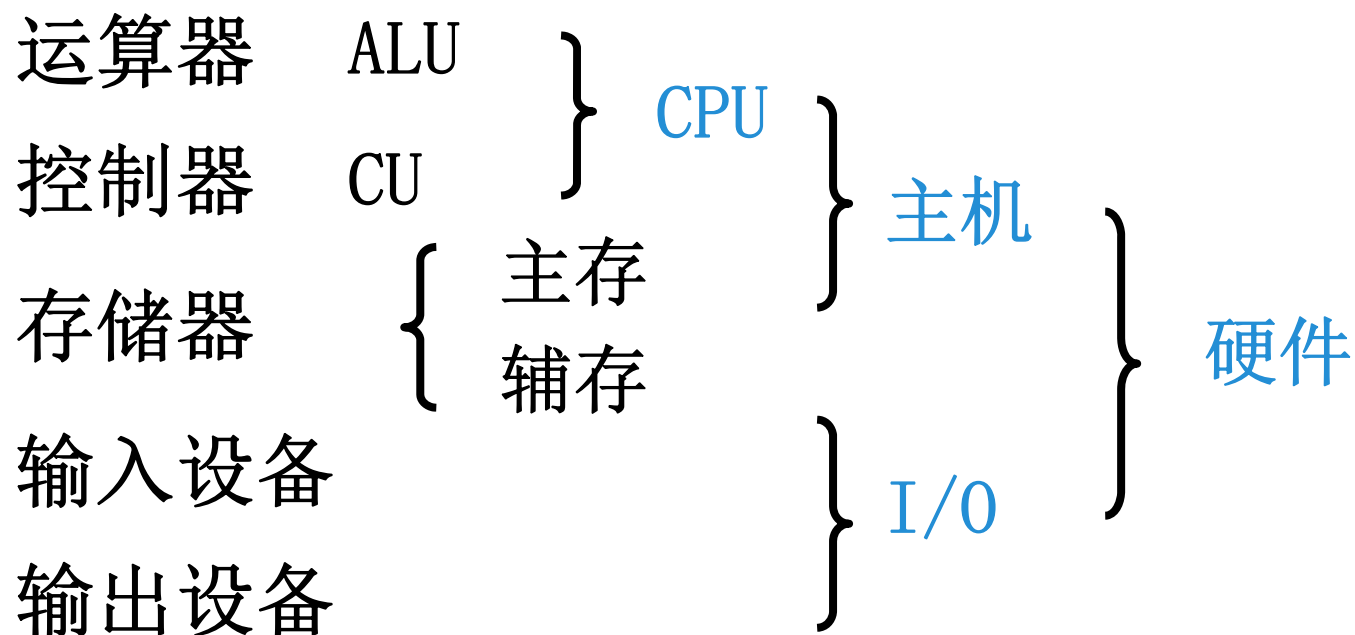 运算器 ALU
CPU
控制器 CU
主机
主存
存储器
硬件
辅存
输入设备
I/O
输出设备